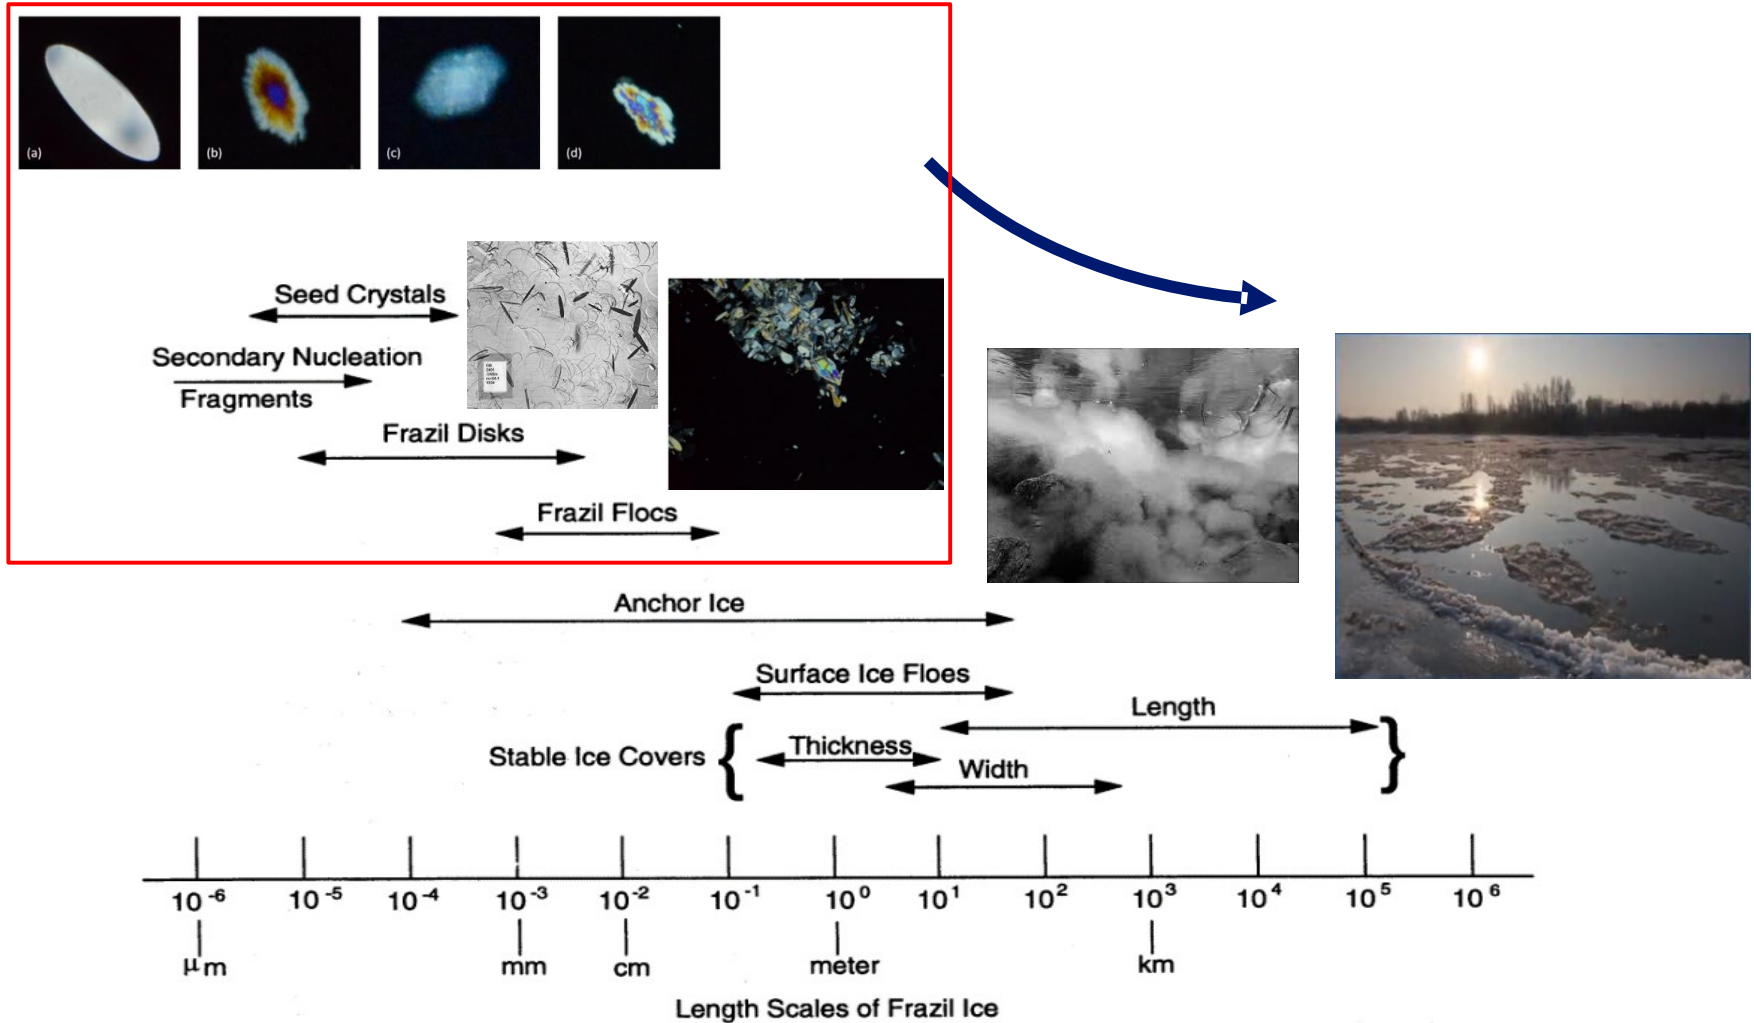 (a) (b) (c) (d)
Seed Crystals
Secondary Nucleation
Fragments
Frazil Disks
Frazil Flocs
Anchor Ice
Surface Ice Floes
Length
Stable Ice Covers { Thickness }
Width
10-6 10-5 10-4 10-3 10-2 10-1 100 101 102 103 104 105 106
μm mm cm meter km
Length Scales of Frazil Ice